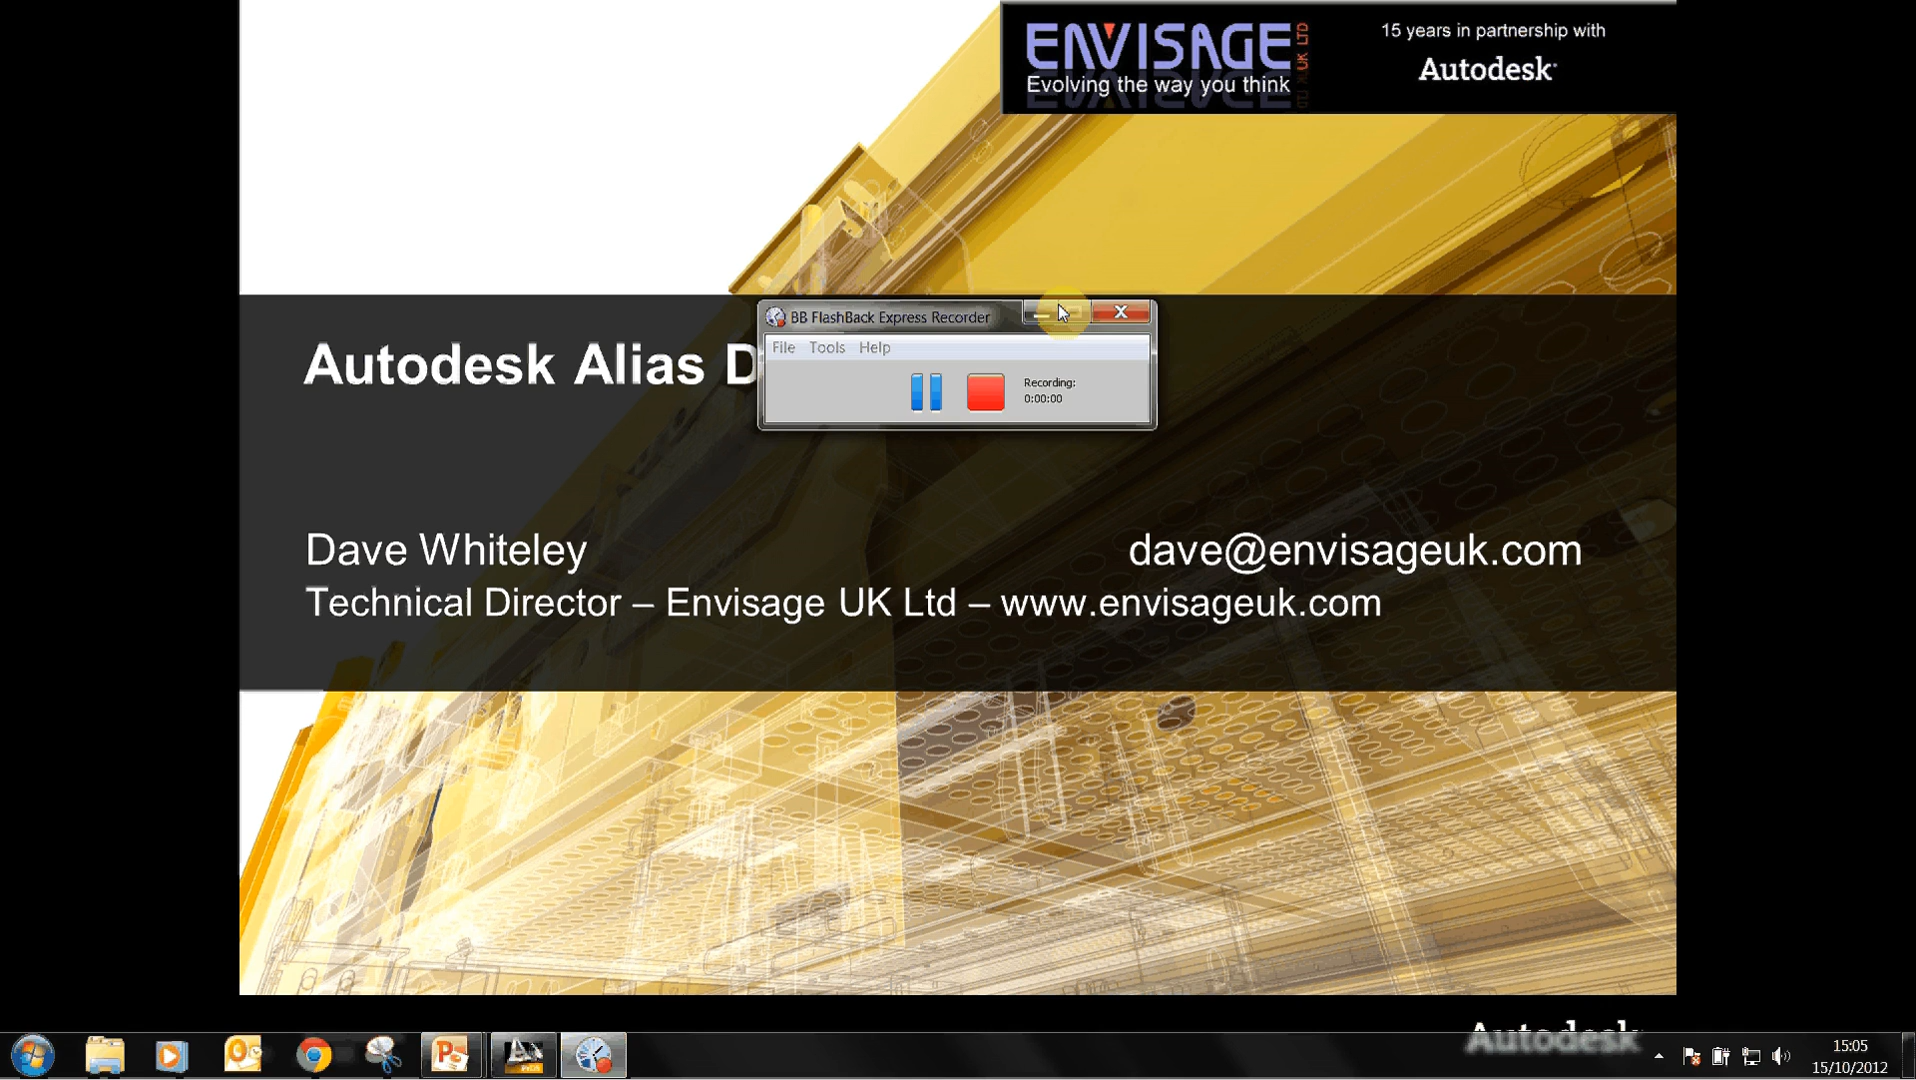 ENVISAGE UK LTD
Evolving the way you think
15 years in partnership with
Autodesk
BB FlashBack Express Recorder
File Tools Help
Recording:
0:00:00
Autodesk Alias D
Dave Whiteley dave@envisageuk.com
Technical Director – Envisage UK Ltd – www.envisageuk.com
Autodesk
15:05
15/10/2012